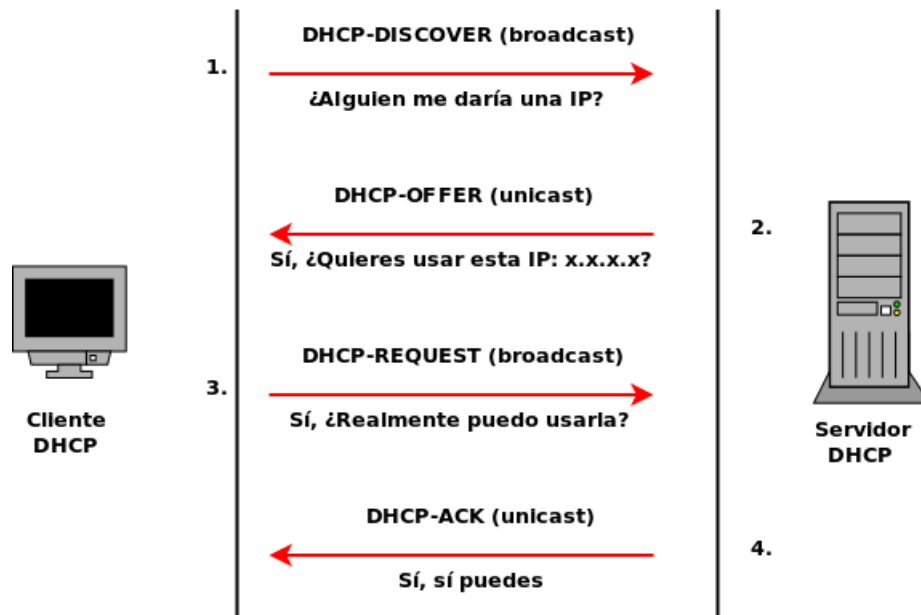 DHCP-DISCOVER (broadcast)
1.
¿Alguien me daría una IP?
DHCP-OFFER (unicast)
2.
Sí, ¿Quieres usar esta IP: x.x.x.x?
DHCP-REQUEST (broadcast)
3.
Sí, ¿Realmente puedo usarla?
Cliente
DHCP
Servidor
DHCP
DHCP-ACK (unicast)
4.
Sí, sí puedes